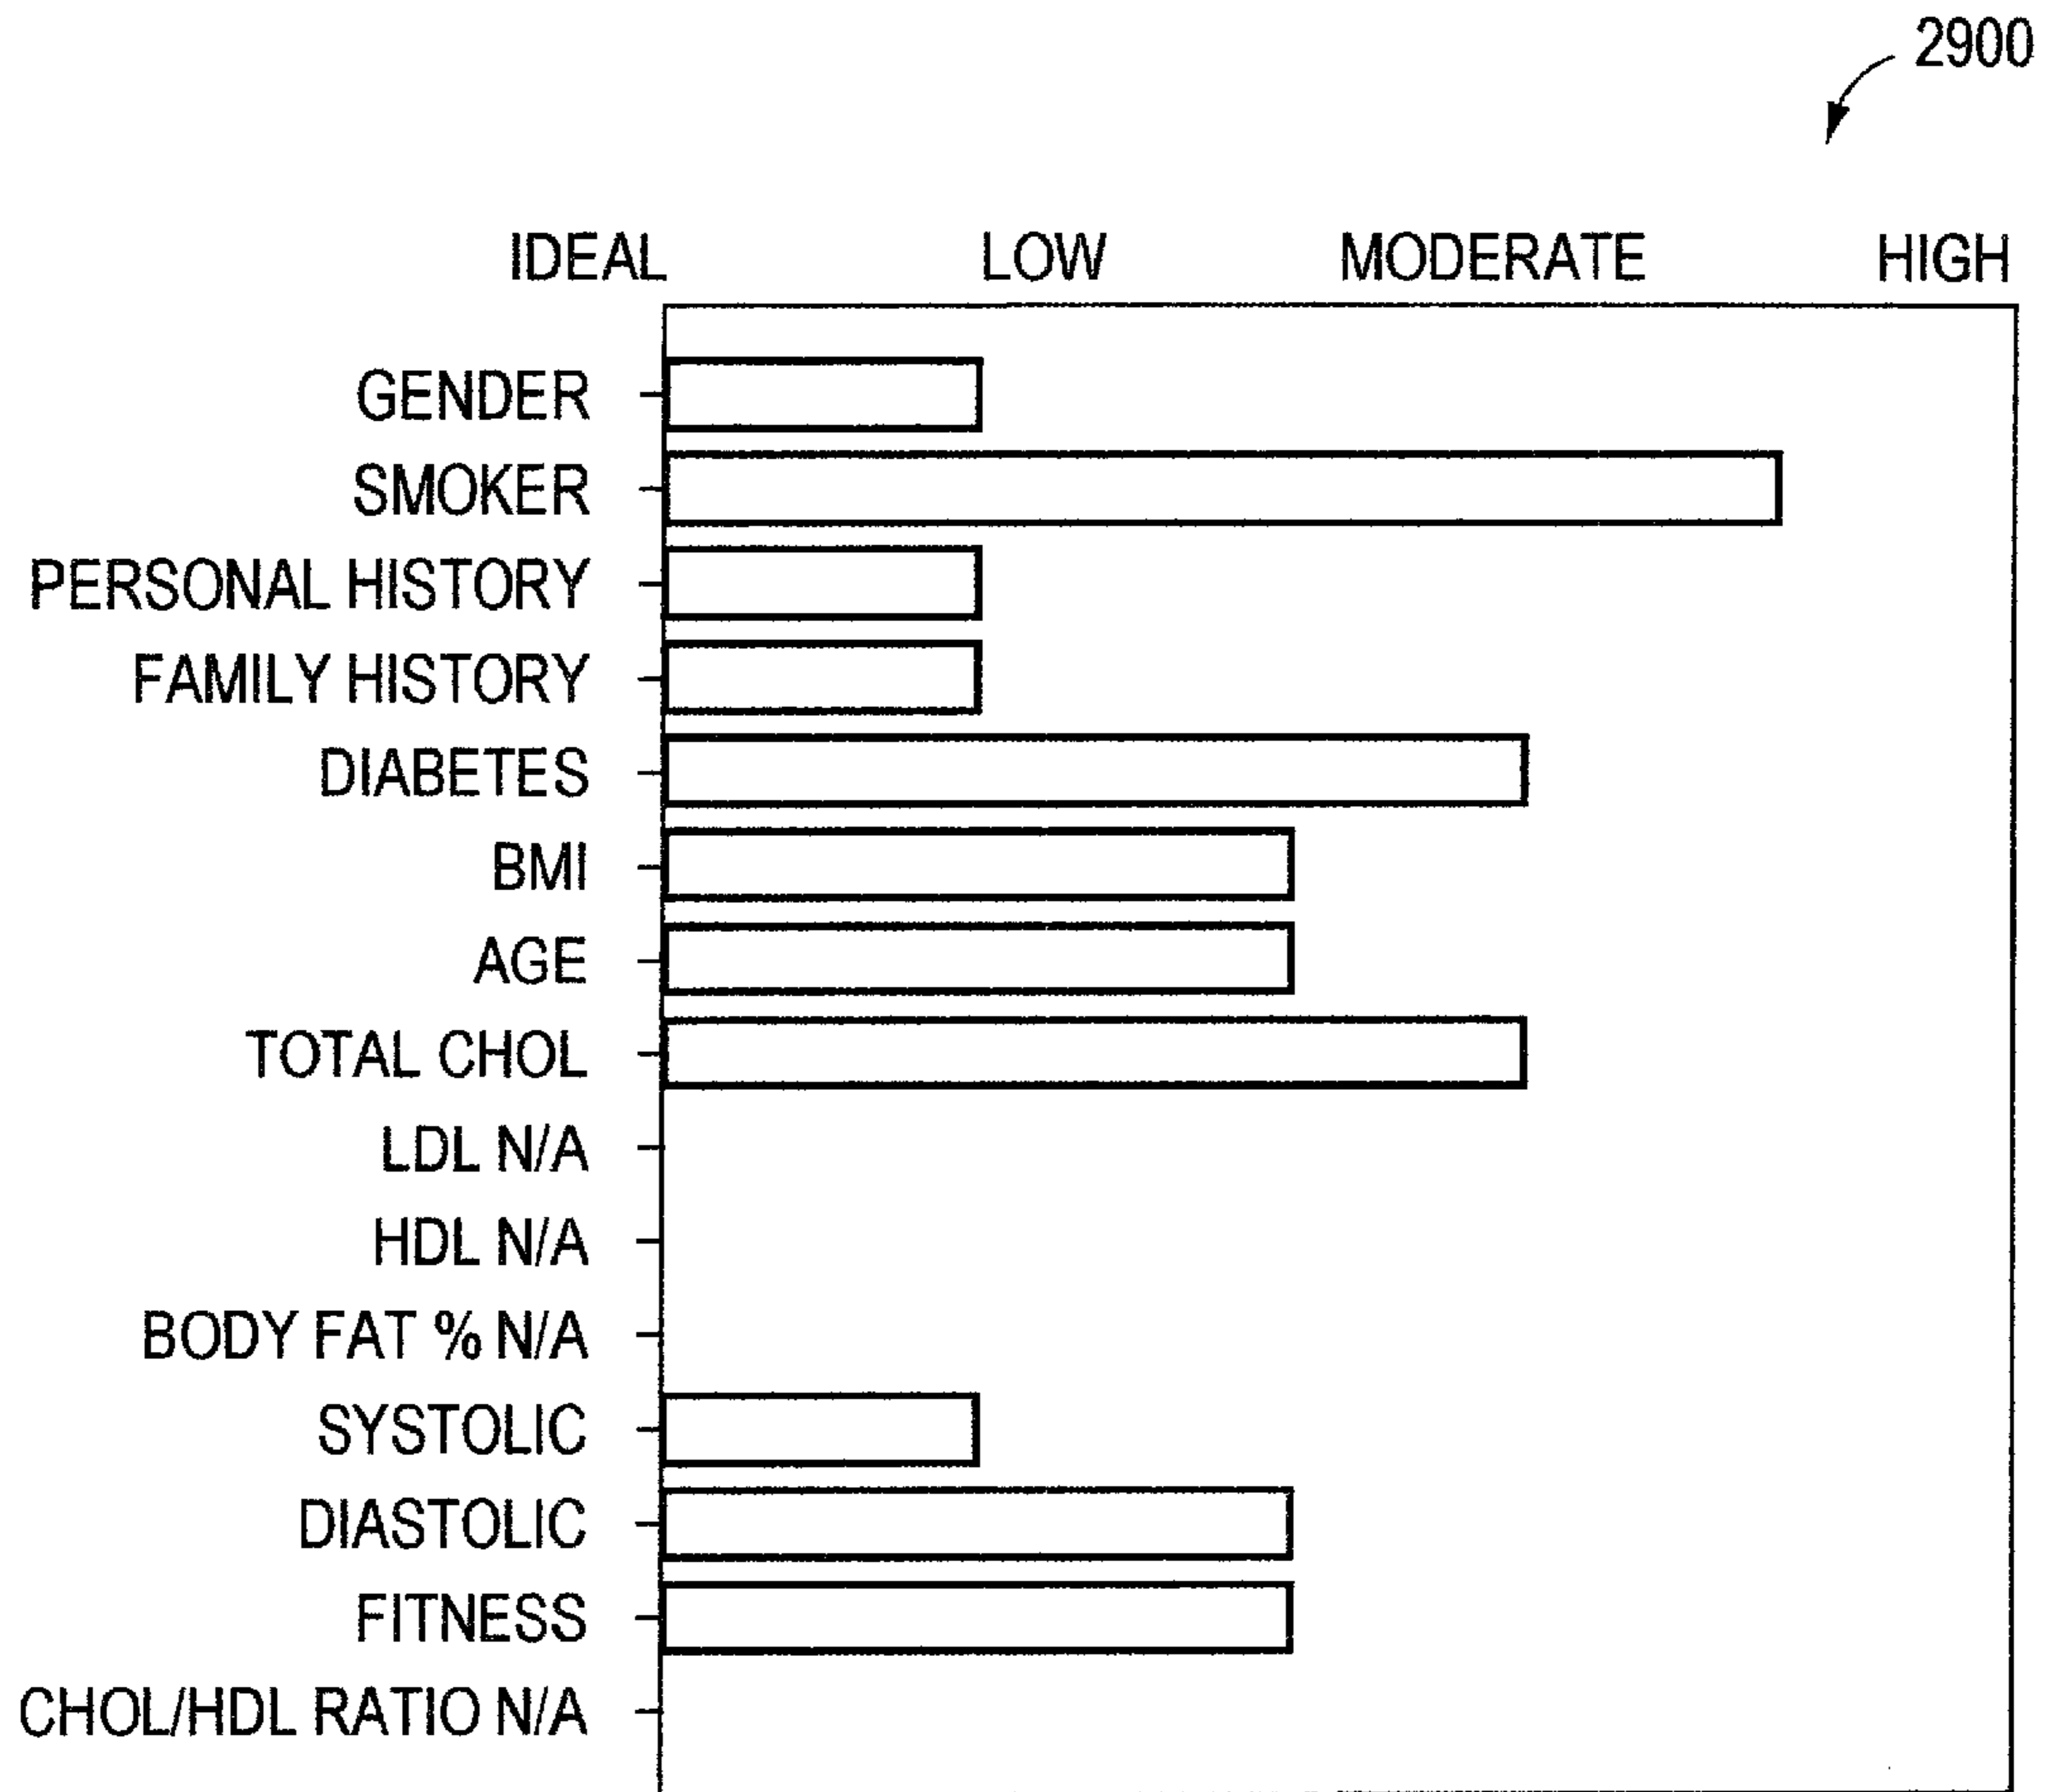 2900
IDEAL LOW MODERATE HIGH
GENDER
SMOKER
PERSONAL HISTORY
FAMILY HISTORY
DIABETES
BMI
AGE
TOTAL CHOL
LDL N/A
HDL N/A
BODY FAT % N/A
SYSTOLIC
DIASTOLIC
FITNESS
CHOL/HDL RATIO N/A